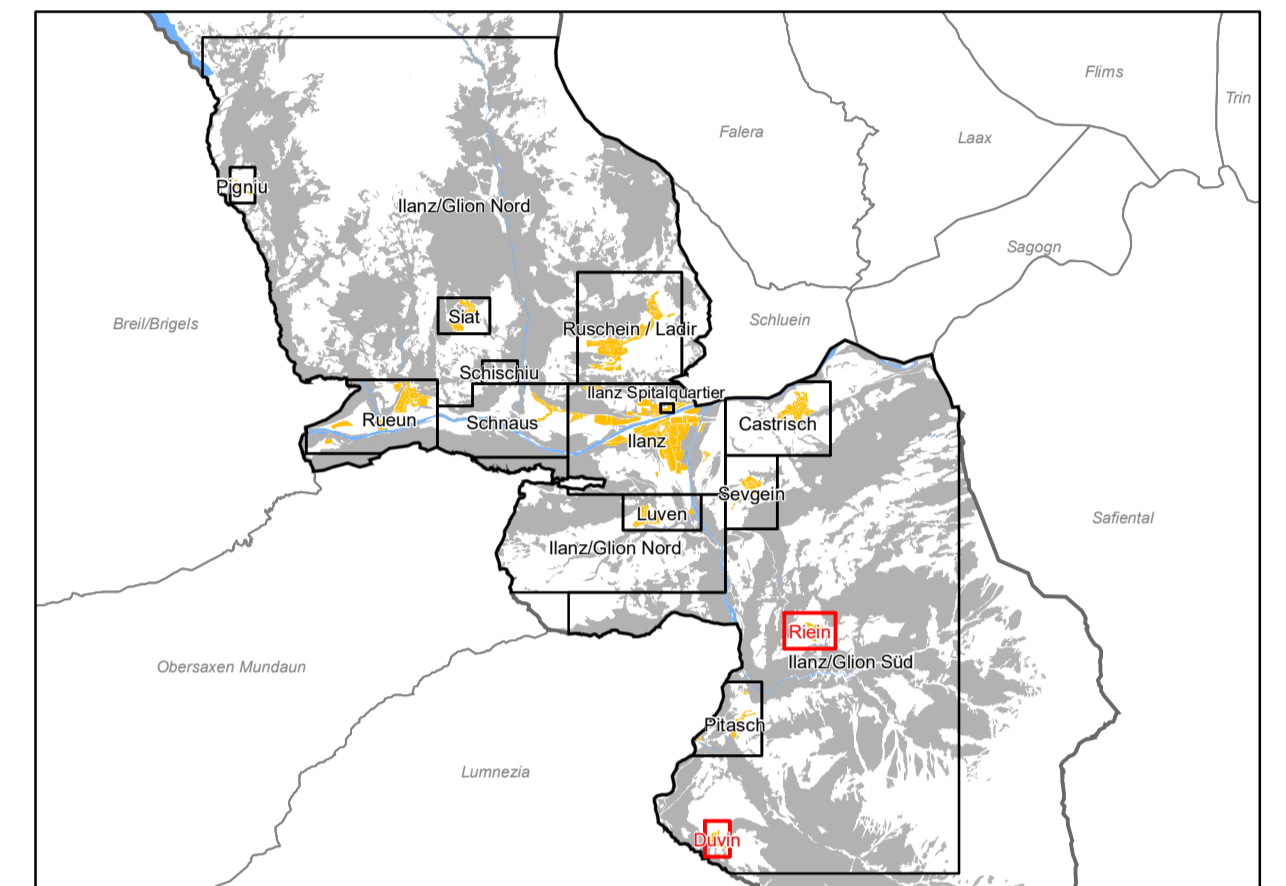 Flims
Trin
Falera
Laax
Pignju
Ilanz/Glion Nord
Sagogn
Siat
Schluein
Breil/Brigels
Ruschein / Ladir
Schischiu
Ilanz Spitalquartier
Rueun
Schnaus
Castrisch
Ilanz
Sevgein
Luven
Safiental
Ilanz/Glion Nord
Riein
Ilanz/Glion Süd
Obersaxen Mundaun
Pitasch
Lumnezia
Duvin